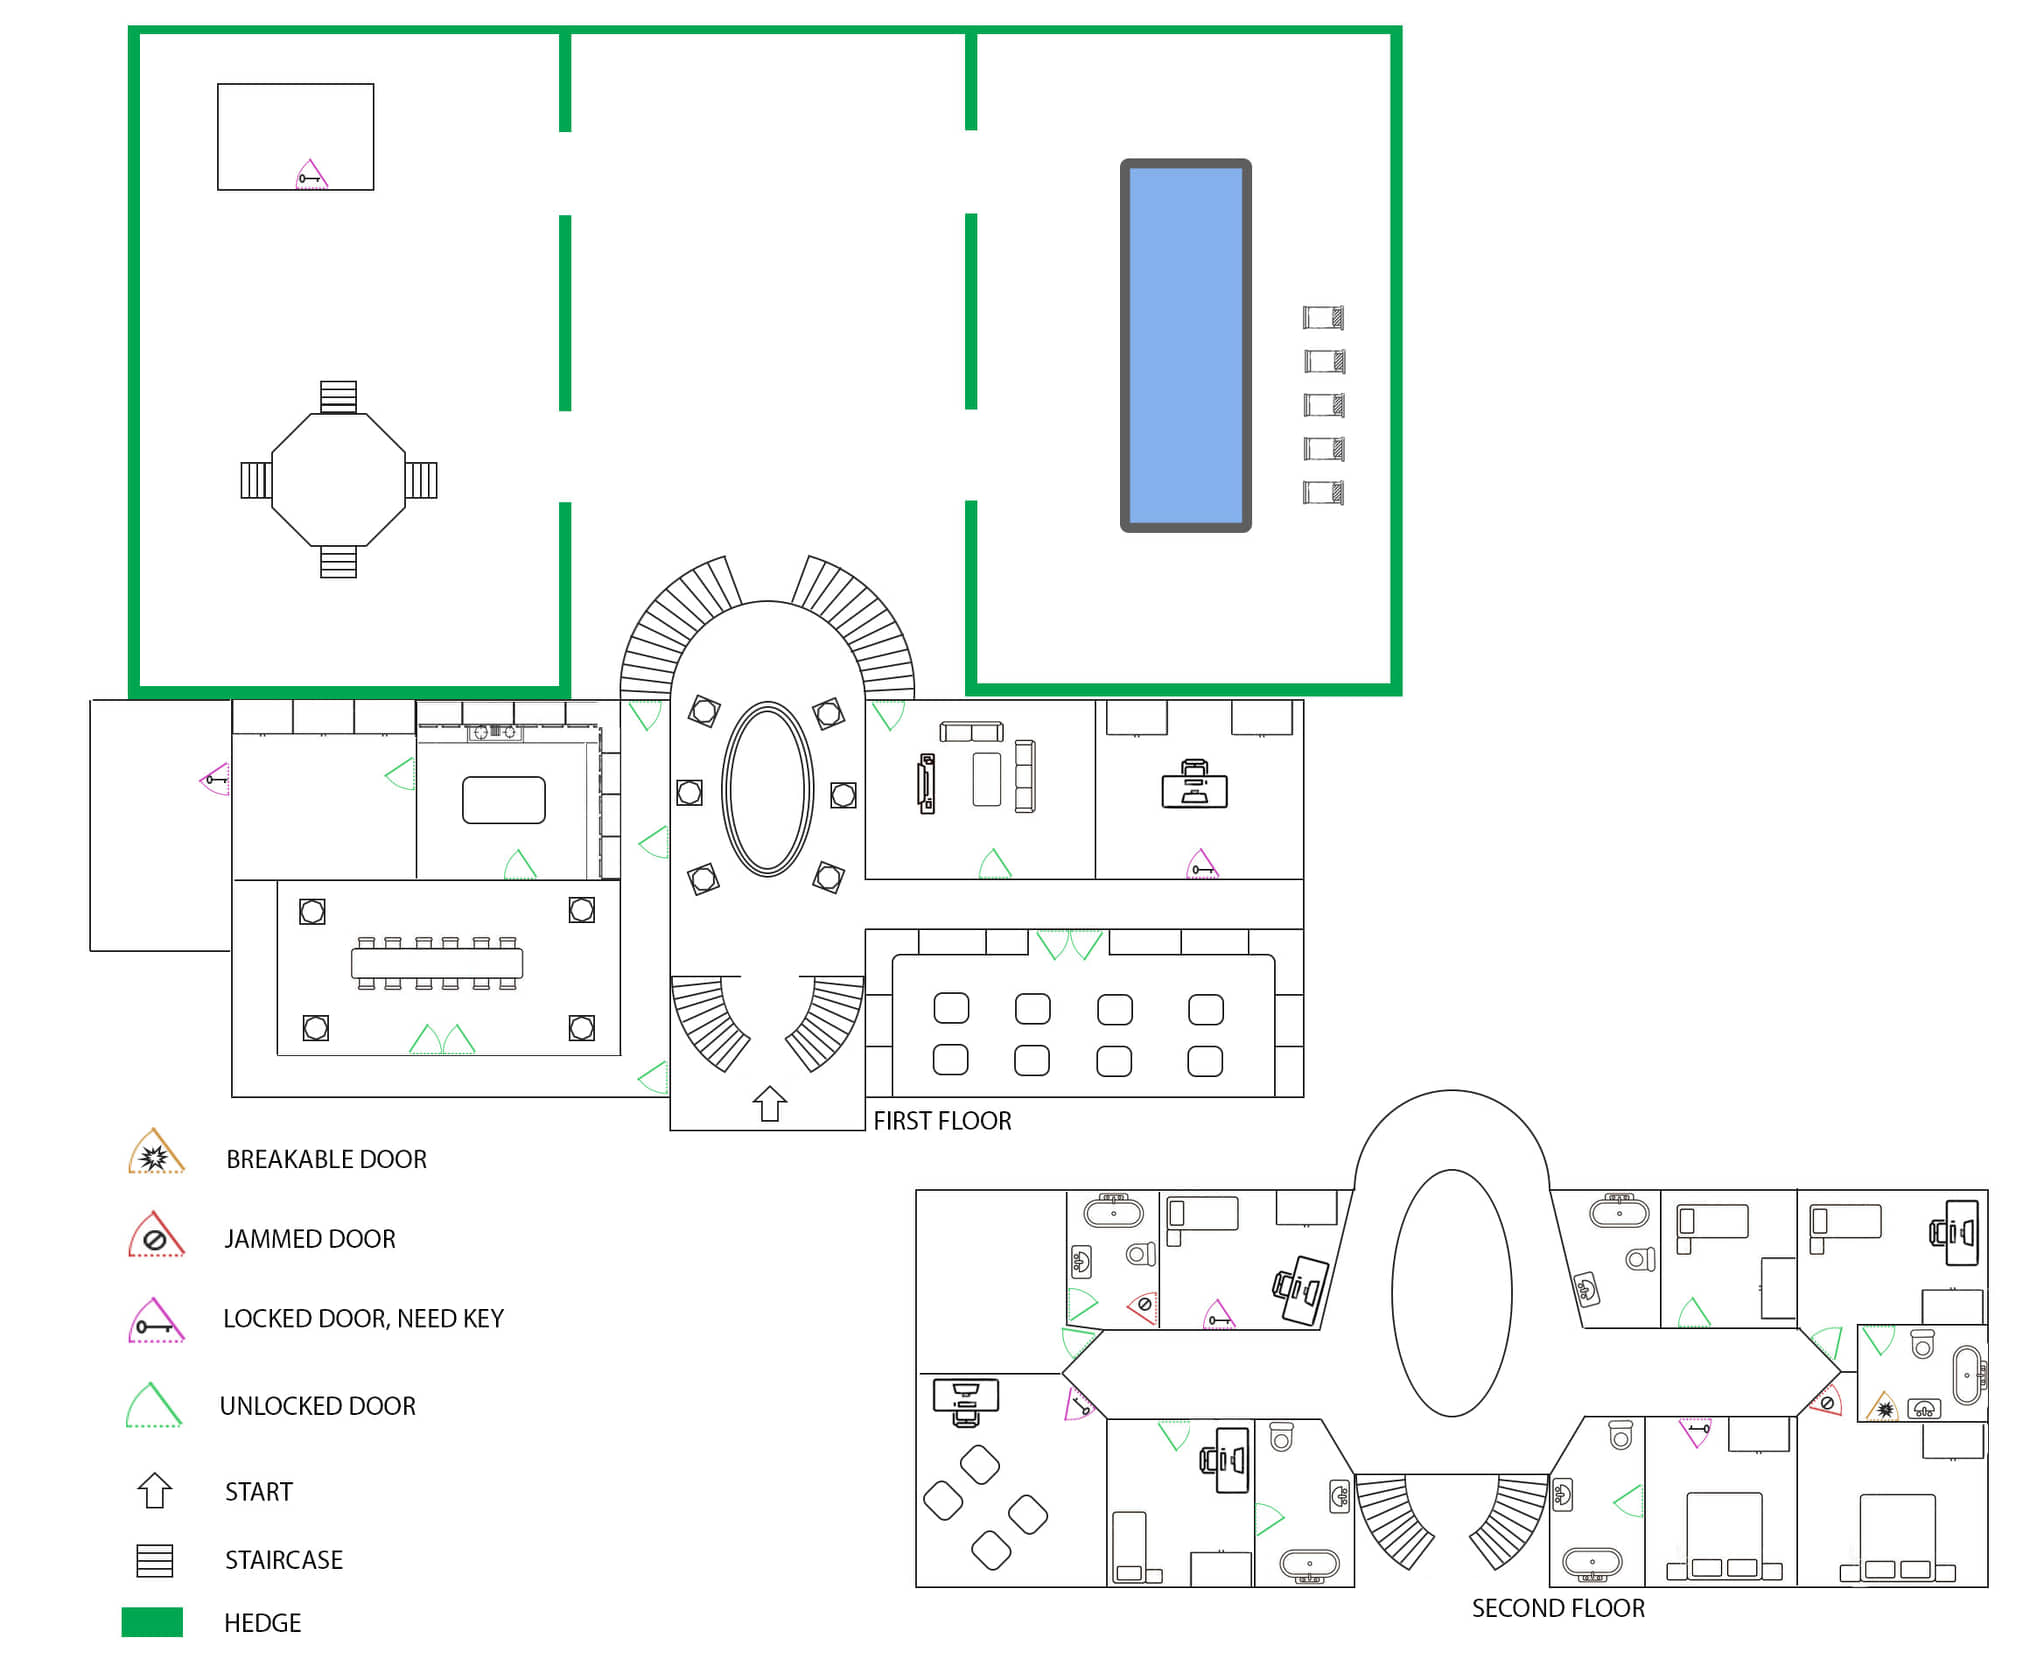 FIRST FLOOR
BREAKABLE DOOR
JAMMED DOOR
LOCKED DOOR, NEED KEY
UNLOCKED DOOR
START
STAIRCASE
HEDGE
SECOND FLOOR